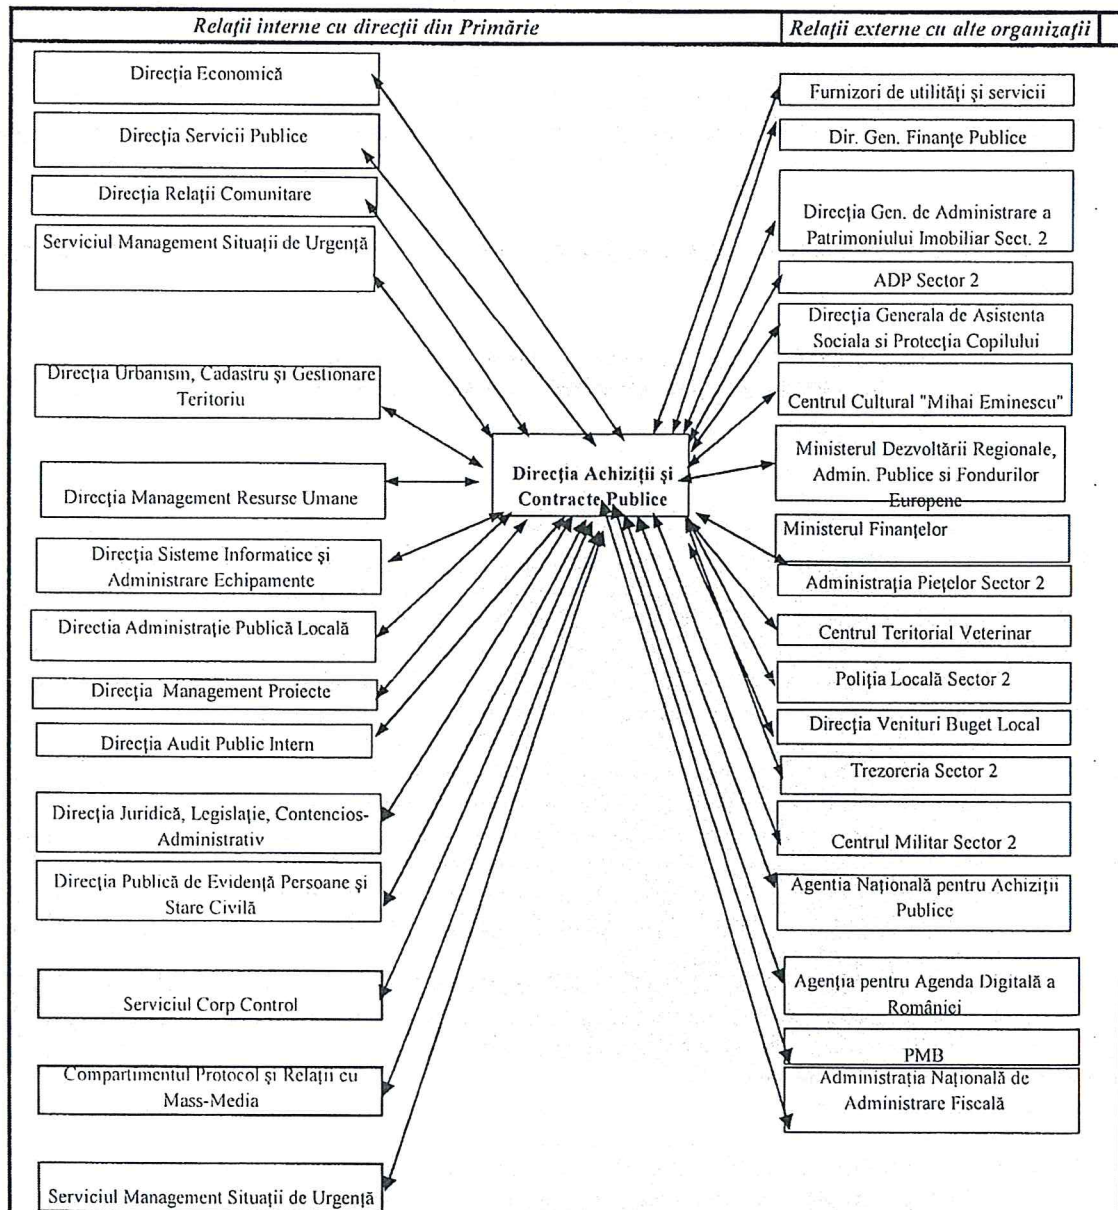 Relații interne cu direcții din Primărie
Relații externe cu alte organizații
Direcția Economică
Direcția Servicii Publice
Direcția Relații Comunitare
Serviciul Management Situații de Urgență
Direcția Urbanism, Cadastru și Gestionare
Teritoriu
Direcția Management Resurse Umane
Direcția Sisteme Informatice și
Administrare Echipamente
Directia Administrație Publică Locală
Direcția Management Proiecte
Direcția Audit Public Intern
Direcția Juridică, Legislație, Contencios-
Administrativ
Direcția Publică de Evidență Persoane și
Stare Civilă
Serviciul Corp Control
Compartimentul Protocol și Relații cu
Mass-Media
Serviciul Management Situații de Urgență
Direcția Achiziții și
Contracte Publice
Furnizori de utilități și servicii
Dir. Gen. Finanțe Publice
Direcția Gen. de Administrare a
Patrimoniului Imobiliar Sect. 2
ADP Sector 2
Direcția Generala de Asistenta
Sociala si Protecția Copilului
Centrul Cultural "Mihai Eminescu"
Ministerul Dezvoltării Regionale,
Admin. Publice si Fondurilor
Europene
Ministerul Finanțelor
Administrația Piețelor Sector 2
Centrul Teritorial Veterinar
Poliția Locală Sector 2
Direcția Venituri Buget Local
Trezoreria Sector 2
Centrul Militar Sector 2
Agentia Națională pentru Achiziții
Publice
Agenția pentru Agenda Digitală a
României
PMB
Administrația Națională de
Administrare Fiscală